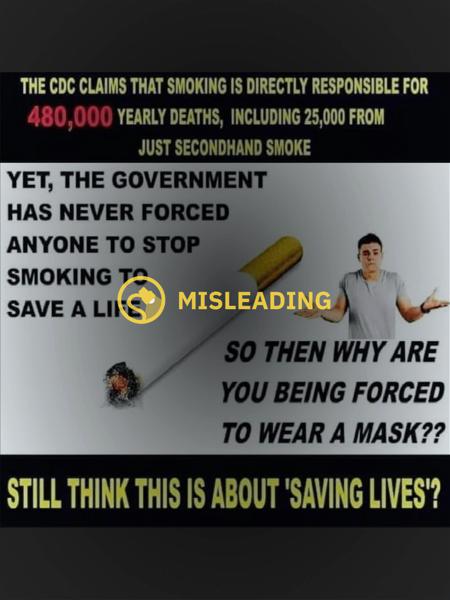 THE CDC CLAIMS THAT SMOKING IS DIRECTLY RESPONSIBLE FOR
480,000 YEARLY DEATHS, INCLUDING 25,000 FROM
JUST SECONDHAND SMOKE
YET, THE GOVERNMENT
HAS NEVER FORCED
ANYONE TO STOP
SMOKING TO
SAVE A LIFE
MISLEADING
SO THEN WHY ARE
YOU BEING FORCED
TO WEAR A MASK??
STILL THINK THIS IS ABOUT 'SAVING LIVES'?